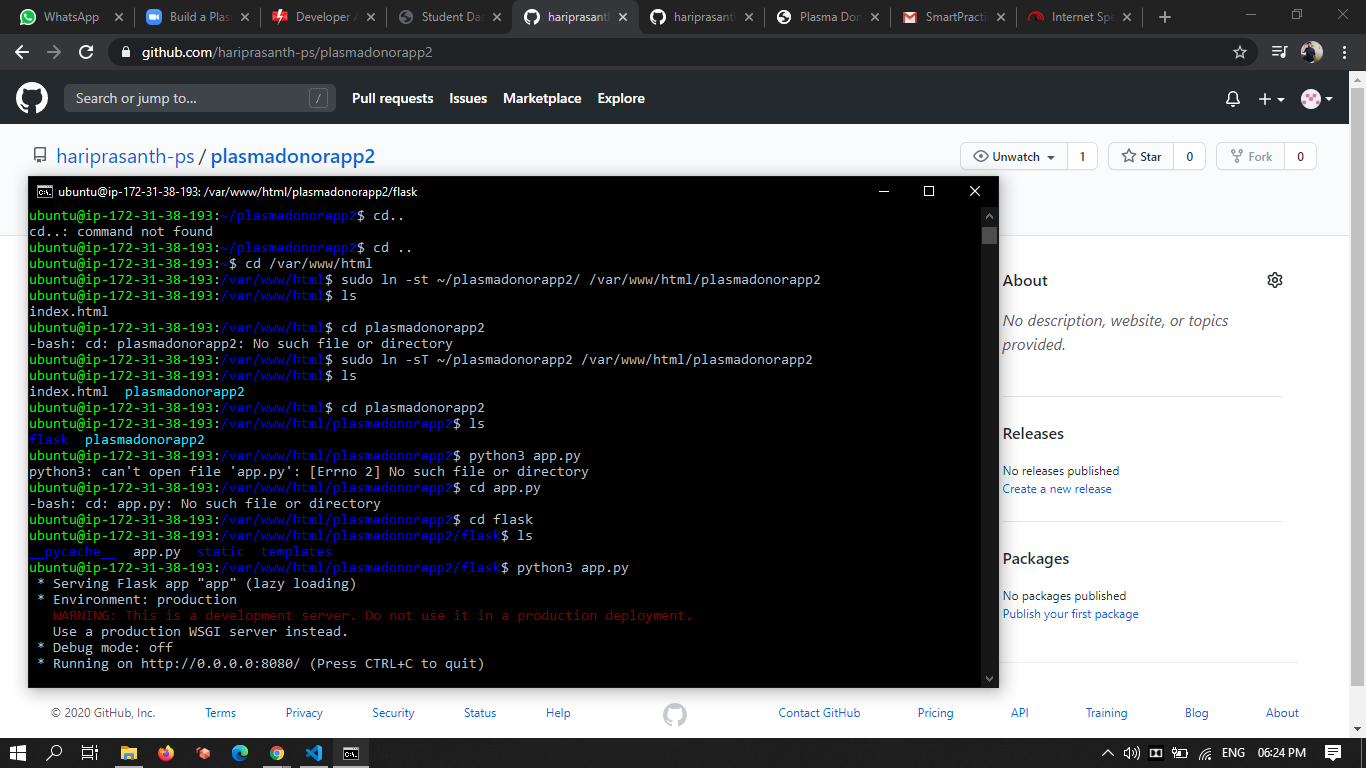 WhatsApp
Build a Plas
Developer A
Student Das
hariprasanth
hariprasanth
Plasma Don
SmartPractic
Internet Spe
github.com/hariprasanth-ps/plasmadonorapp2
Search or jump to...
/
Pull requests
Issues
Marketplace
Explore
hariprasanth-ps / plasmadonorapp2
Unwatch
1
Star
0
Fork
0
ubuntu@ip-172-31-38-193: /var/www/html/plasmadonorapp2/flask
ubuntu@ip-172-31-38-193:~/plasmadonorapp2$ cd..
cd..: command not found
ubuntu@ip-172-31-38-193:~/plasmadonorapp2$ cd ..
ubuntu@ip-172-31-38-193:~$ cd /var/www/html
ubuntu@ip-172-31-38-193:/var/www/html$ sudo ln -st ~/plasmadonorapp2/ /var/www/html/plasmadonorapp2
ubuntu@ip-172-31-38-193:/var/www/html$ ls
index.html
ubuntu@ip-172-31-38-193:/var/www/html$ cd plasmadonorapp2
-bash: cd: plasmadonorapp2: No such file or directory
ubuntu@ip-172-31-38-193:/var/www/html$ sudo ln -sT ~/plasmadonorapp2 /var/www/html/plasmadonorapp2
ubuntu@ip-172-31-38-193:/var/www/html$ ls
index.html  plasmadonorapp2
ubuntu@ip-172-31-38-193:/var/www/html$ cd plasmadonorapp2
ubuntu@ip-172-31-38-193:/var/www/html/plasmadonorapp2$ ls
flask  plasmadonorapp2
ubuntu@ip-172-31-38-193:/var/www/html/plasmadonorapp2$ python3 app.py
python3: can't open file 'app.py': [Errno 2] No such file or directory
ubuntu@ip-172-31-38-193:/var/www/html/plasmadonorapp2$ cd app.py
-bash: cd: app.py: No such file or directory
ubuntu@ip-172-31-38-193:/var/www/html/plasmadonorapp2$ cd flask
ubuntu@ip-172-31-38-193:/var/www/html/plasmadonorapp2/flask$ ls
__pycache__  app.py  static  templates
ubuntu@ip-172-31-38-193:/var/www/html/plasmadonorapp2/flask$ python3 app.py
 * Serving Flask app "app" (lazy loading)
 * Environment: production
   WARNING: This is a development server. Do not use it in a production deployment.
   Use a production WSGI server instead.
 * Debug mode: off
 * Running on http://0.0.0.0:8080/ (Press CTRL+C to quit)
About
No description, website, or topics
provided.
Releases
No releases published
Create a new release
Packages
No packages published
Publish your first package
© 2020 GitHub, Inc.
Terms
Privacy
Security
Status
Help
Contact GitHub
Pricing
API
Training
Blog
About
ENG
06:24 PM